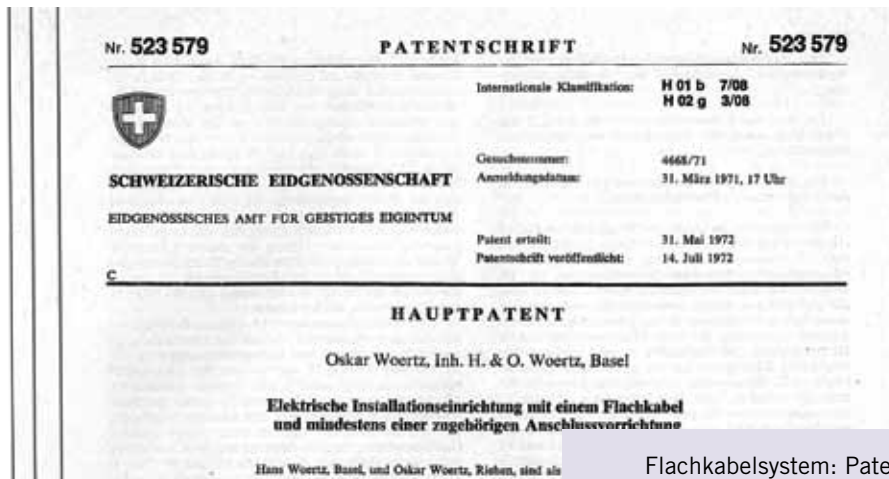 Nr. 523 579 PATENTSCHRIFT Nr. 523 579
Internationale Klassifikation: H 01 b 7/08
H 02 g 3/08
Gesuchsnummer: 4668/71
SCHWEIZERISCHE EIDGENOSSENSCHAFT Anmeldungsdatum: 31. März 1971, 17 Uhr
EIDGENÖSSISCHES AMT FÜR GEISTIGES EIGENTUM
Patent erteilt: 31. Mai 1972
Patentschrift veröffentlicht: 14. Juli 1972
C
HAUPTPATENT
Oskar Woertz, Inh. H. & O. Woertz, Basel
Elektrische Installationseinrichtung mit einem Flachkabel
und mindestens einer zugehörigen Anschlussvorrichtung
Hans Woertz, Basel, und Oskar Woertz, Riehen, sind als
Flachkabelsystem: Pate